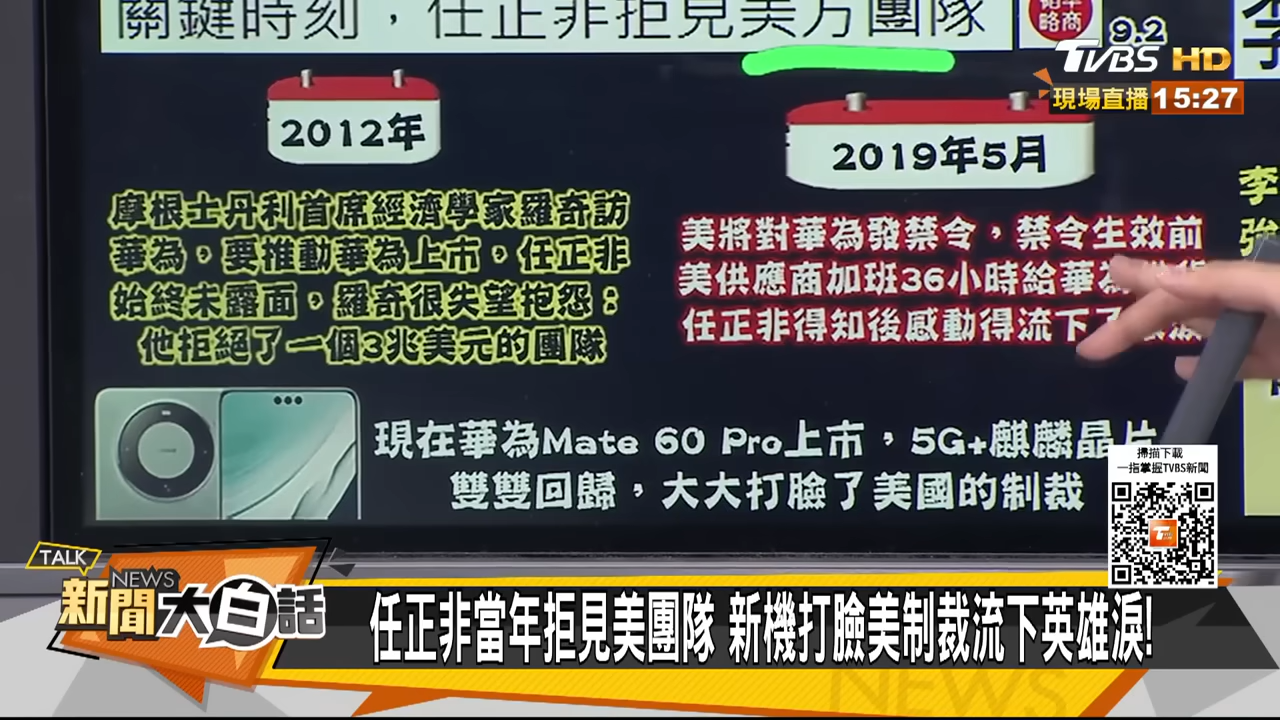 關鍵時刻，任正非拒見美方團隊
略商
9.2
TVBS HD
現場直播 15:27
2012年
2019年5月
摩根士丹利首席經濟學家羅奇訪
華為，要推動華為上市，任正非
始終未露面，羅奇很失望抱怨：
他拒絕了一個3兆美元的團隊
美將對華為發禁令，禁令生效前
美供應商加班36小時給華為
任正非得知後感動得流下了
李
強
現在華為Mate 60 Pro上市，5G+麒麟晶片
雙雙回歸，大大打臉了美國的制裁
掃描下載
一指掌握TVBS新聞
TALK
NEWS
新聞大白話
任正非當年拒見美團隊 新機打臉美制裁流下英雄淚!
NEWS